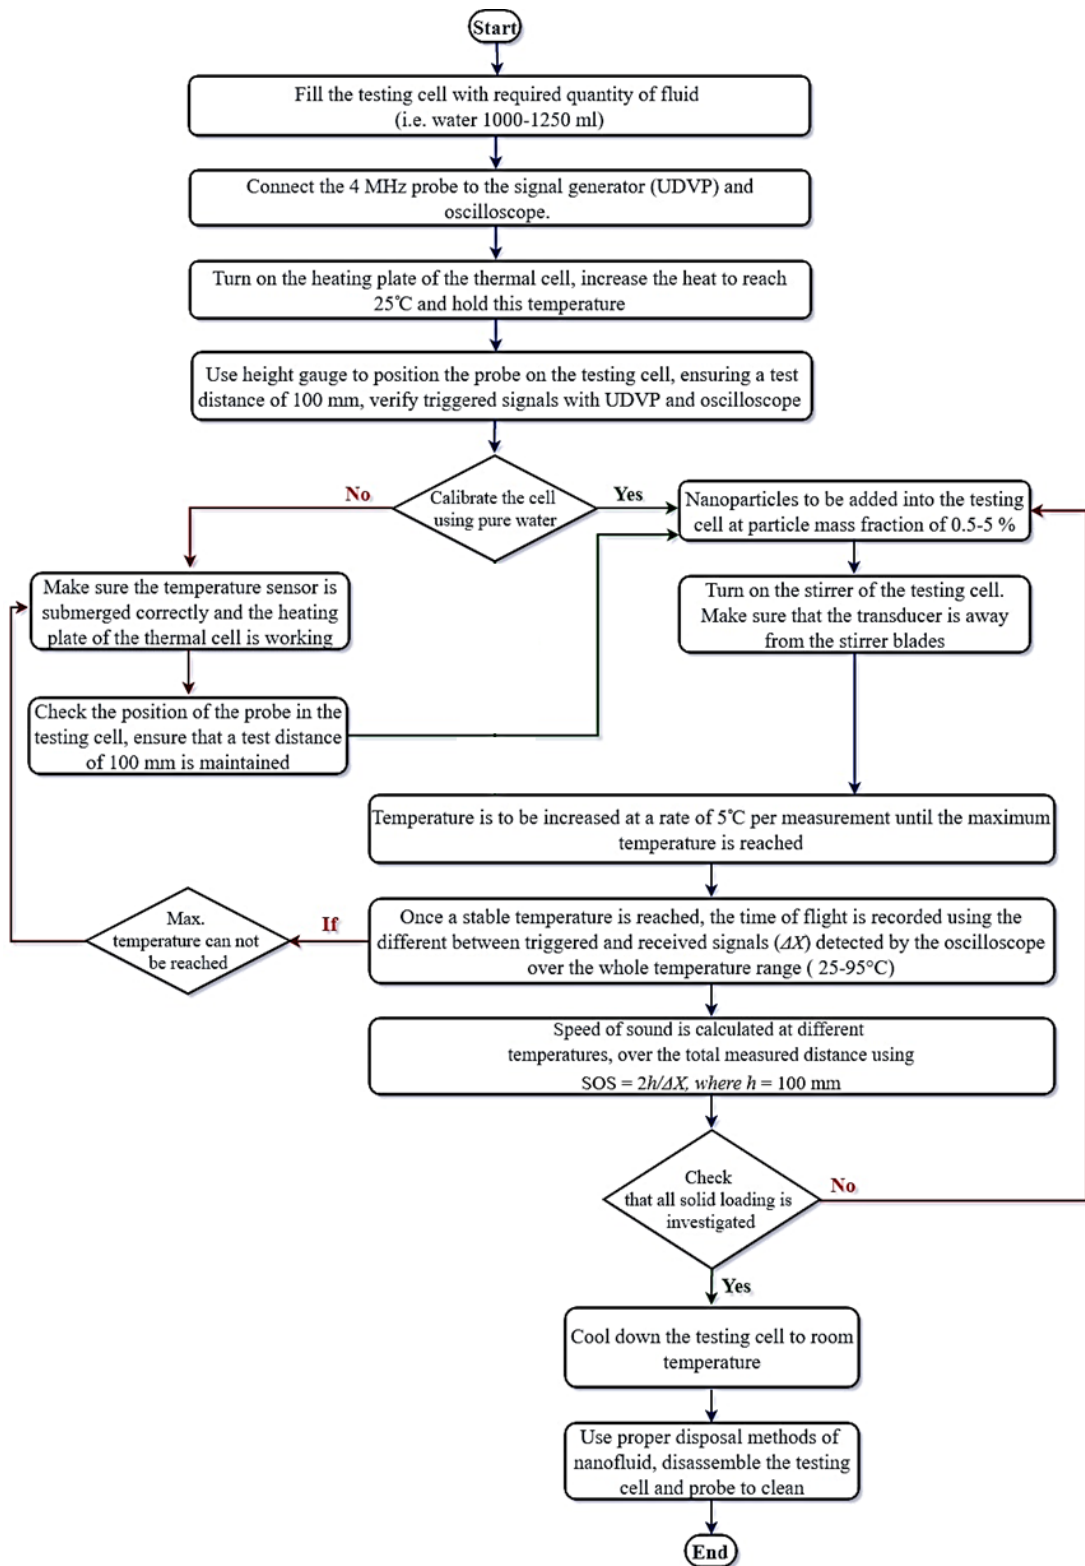 Start
Fill the testing cell with required quantity of fluid
(i.e. water 1000-1250 ml)
Connect the 4 MHz probe to the signal generator (UDVP) and
oscilloscope.
Turn on the heating plate of the thermal cell, increase the heat to reach
25°C and hold this temperature
Use height gauge to position the probe on the testing cell, ensuring a test
distance of 100 mm, verify triggered signals with UDVP and oscilloscope
No
Calibrate the cell
using pure water
Yes
Nanoparticles to be added into the testing
cell at particle mass fraction of 0.5-5 %
Make sure the temperature sensor is
submerged correctly and the heating
plate of the thermal cell is working
Turn on the stirrer of the testing cell.
Make sure that the transducer is away
from the stirrer blades
Check the position of the probe in the
testing cell, ensure that a test distance
of 100 mm is maintained
Temperature is to be increased at a rate of 5°C per measurement until the maximum
temperature is reached
Max.
temperature can not
be reached
If
Once a stable temperature is reached, the time of flight is recorded using the
different between triggered and received signals (ΔX) detected by the oscilloscope
over the whole temperature range ( 25-95°C)
Speed of sound is calculated at different
temperatures, over the total measured distance using
SOS = 2h/ΔX, where h = 100 mm
Check
that all solid loading is
investigated
No
Yes
Cool down the testing cell to room
temperature
Use proper disposal methods of
nanofluid, disassemble the testing
cell and probe to clean
End